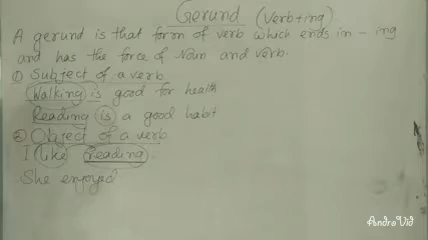 Gerund (verb+ing)
A gerund is that form of verb which ends in - ing
and has the force of Noun and verb.
① Subject of a verb
Walking is good for health
Reading is a good habit
② Object of a verb
I like reading.
She enjoyed
AndraVid